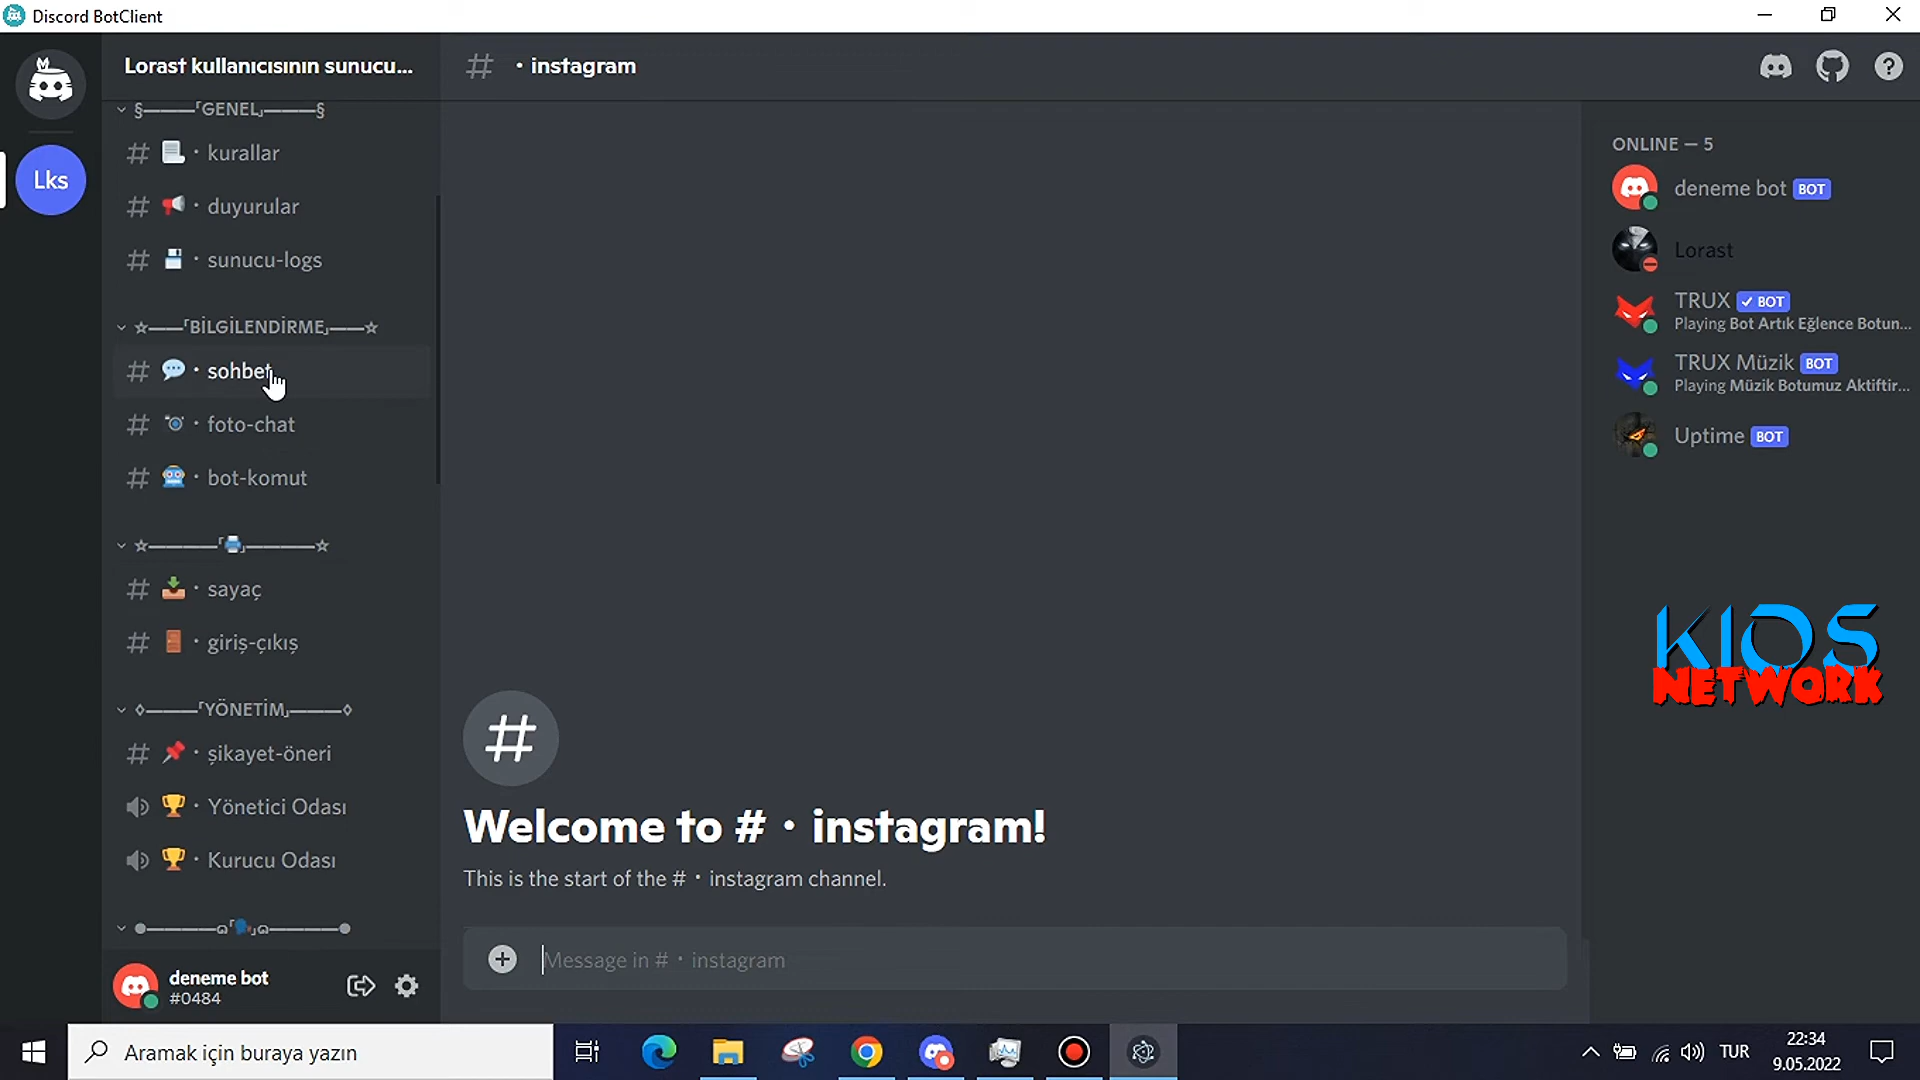 Discord BotClient
Lorast kullanıcısının sunucu...
Lks
§———「GENEL」———§
kurallar
duyurular
sunucu-logs
☆——「BİLGİLENDİRME」——☆
sohbet
foto-chat
bot-komut
☆————「🖨」————☆
sayaç
giriş-çıkış
◊———「YÖNETİM」———◊
şikayet-öneri
Yönetici Odası
Kurucu Odası
deneme bot
#0484
# • instagram
Welcome to # • instagram!
This is the start of the # • instagram channel.
Message in # • instagram
ONLINE — 5
deneme bot BOT
Lorast
TRUX ✓ BOT
Playing Bot Artık Eğlence Botun...
TRUX Müzik BOT
Playing Müzik Botumuz Aktiftir...
Uptime BOT
KIOS
NETWORK
Aramak için buraya yazın
TUR
22:34
9.05.2022